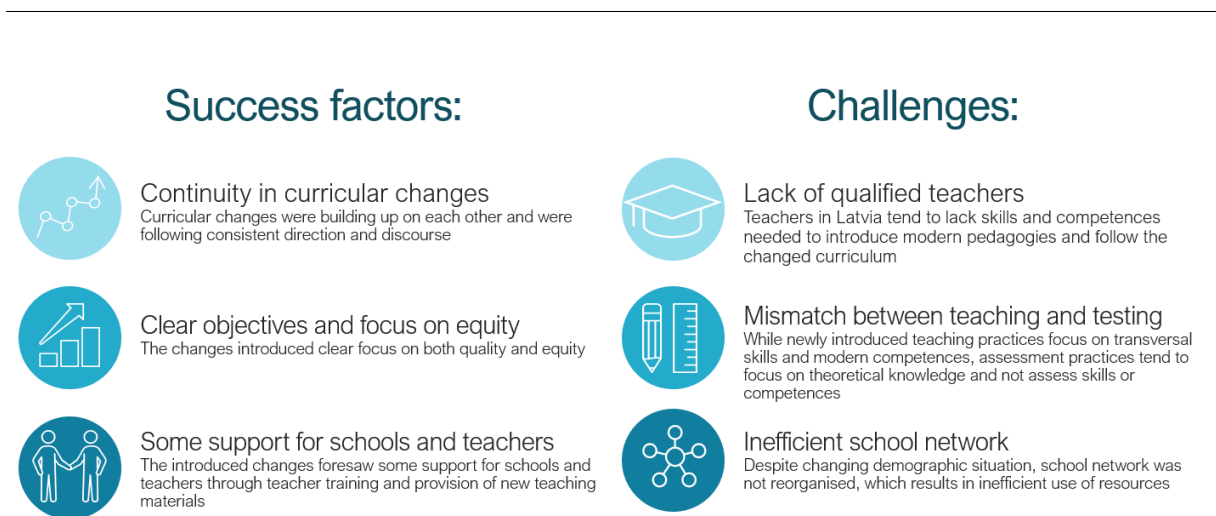 Success factors:
Continuity in curricular changes
Curricular changes were building up on each other and were
following consistent direction and discourse
Clear objectives and focus on equity
The changes introduced clear focus on both quality and equity
Some support for schools and teachers
The introduced changes foresaw some support for schools and
teachers through teacher training and provision of new teaching
materials
Challenges:
Lack of qualified teachers
Teachers in Latvia tend to lack skills and competences
needed to introduce modern pedagogies and follow the
changed curriculum
Mismatch between teaching and testing
While newly introduced teaching practices focus on transversal
skills and modern competences, assessment practices tend to
focus on theoretical knowledge and not assess skills or
competences
Inefficient school network
Despite changing demographic situation, school network was
not reorganised, which results in inefficient use of resources